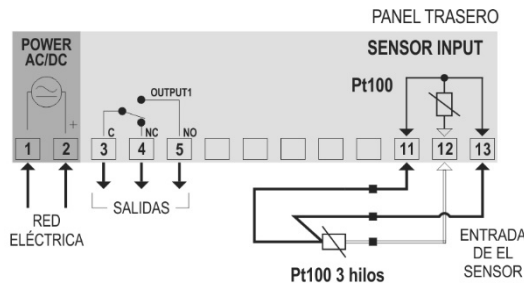 PANEL TRASERO
POWER
AC/DC
SENSOR INPUT
Pt100
OUTPUT1
+
C
NC
NO
1
2
3
4
5
11
12
13
RED
ELÉCTRICA
SALIDAS
ENTRADA
DE EL
SENSOR
Pt100 3 hilos